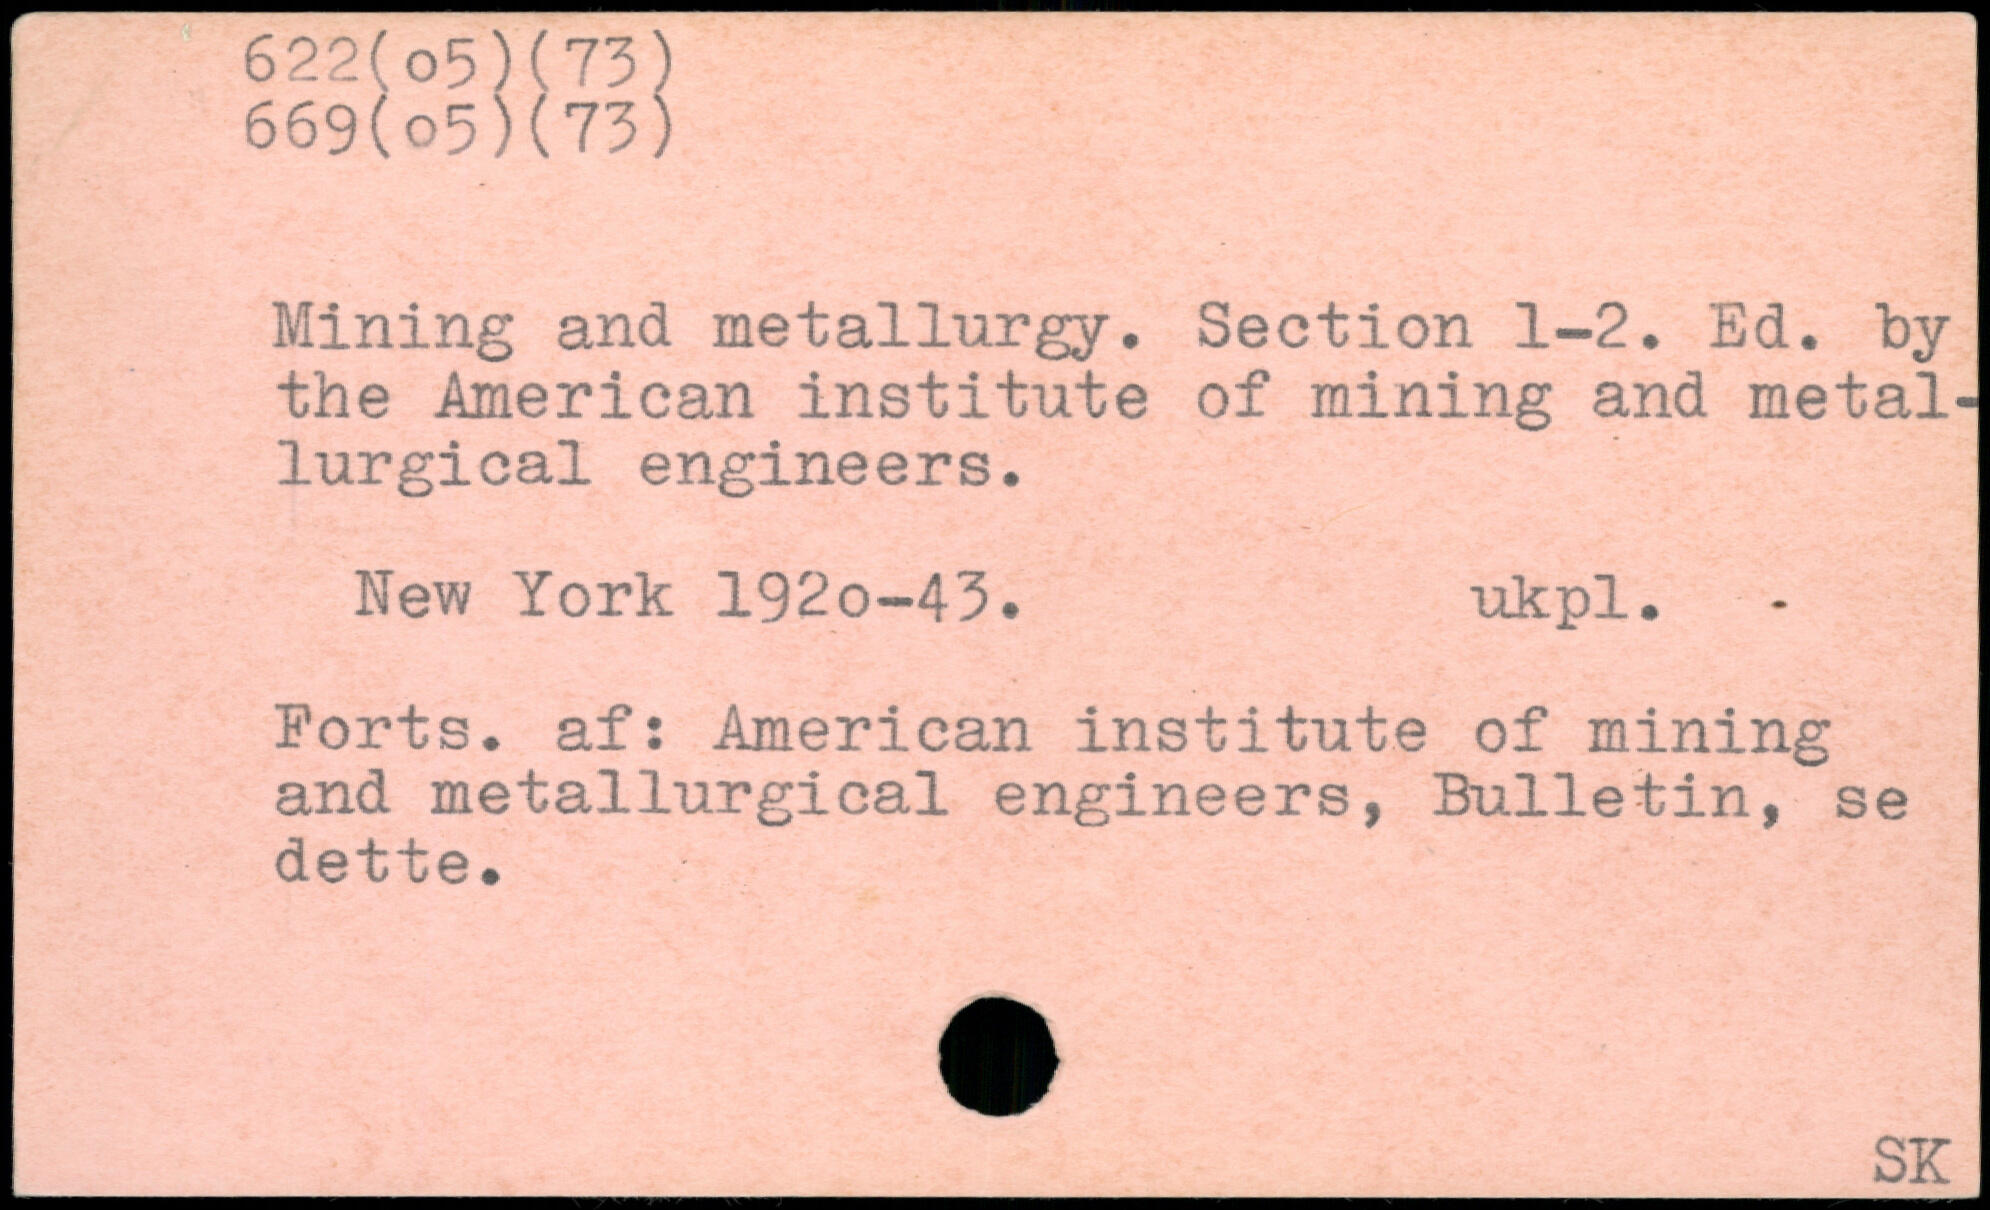 622(o5)(73)
669(o5)(73)
Mining and metallurgy. Section 1-2. Ed. by
the American institute of mining and metal-
lurgical engineers.
New York 192o-43. ukpl.
Forts. af: American institute of mining
and metallurgical engineers, Bulletin, se
dette.
SK